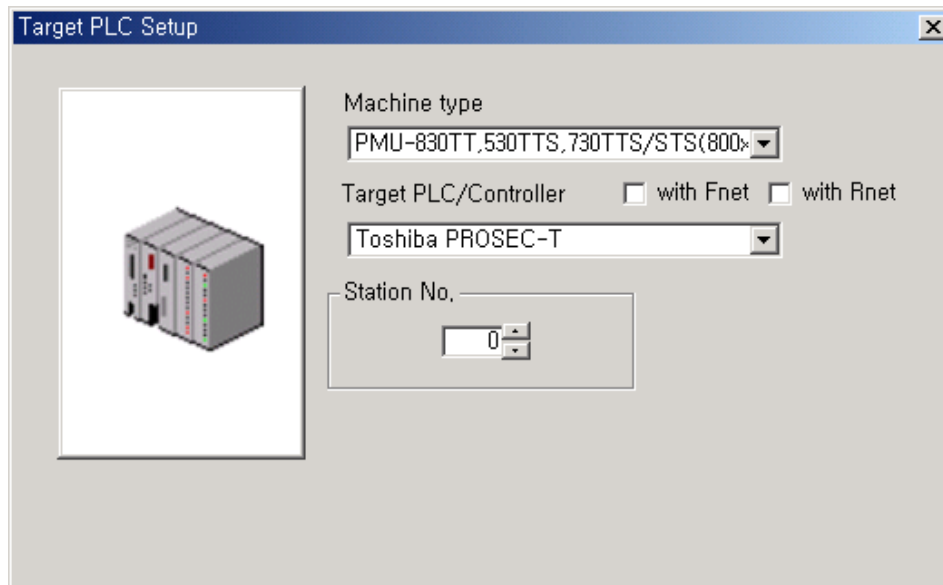 Target PLC Setup
Machine type
PMU-830TT,530TTS,730TTS/STS(800x
Target PLC/Controller with Fnet with Rnet
Toshiba PROSEC-T
Station No.
0